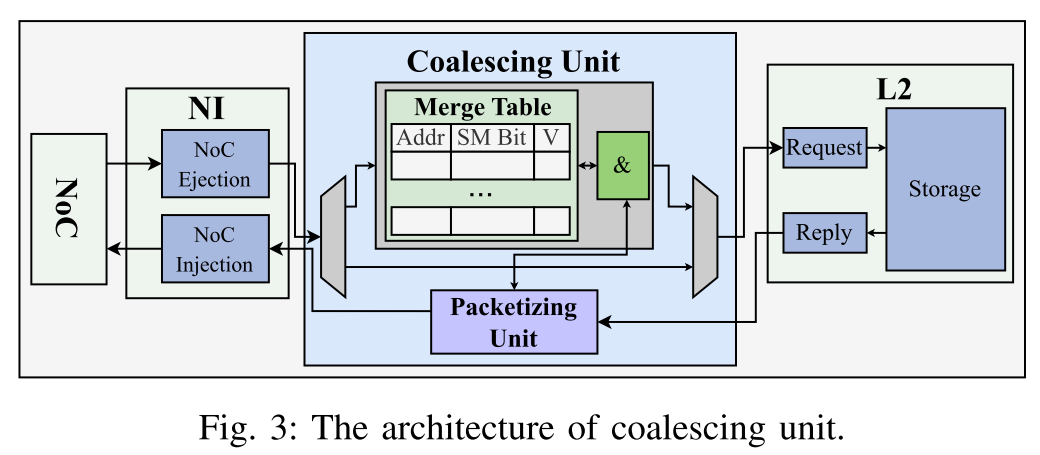 Coalescing Unit
NI
Merge Table
L2
Addr SM Bit V
NoC
Ejection
&
Request
NoC
...
Storage
NoC
Injection
Reply
Packetizing
Unit
Fig. 3: The architecture of coalescing unit.